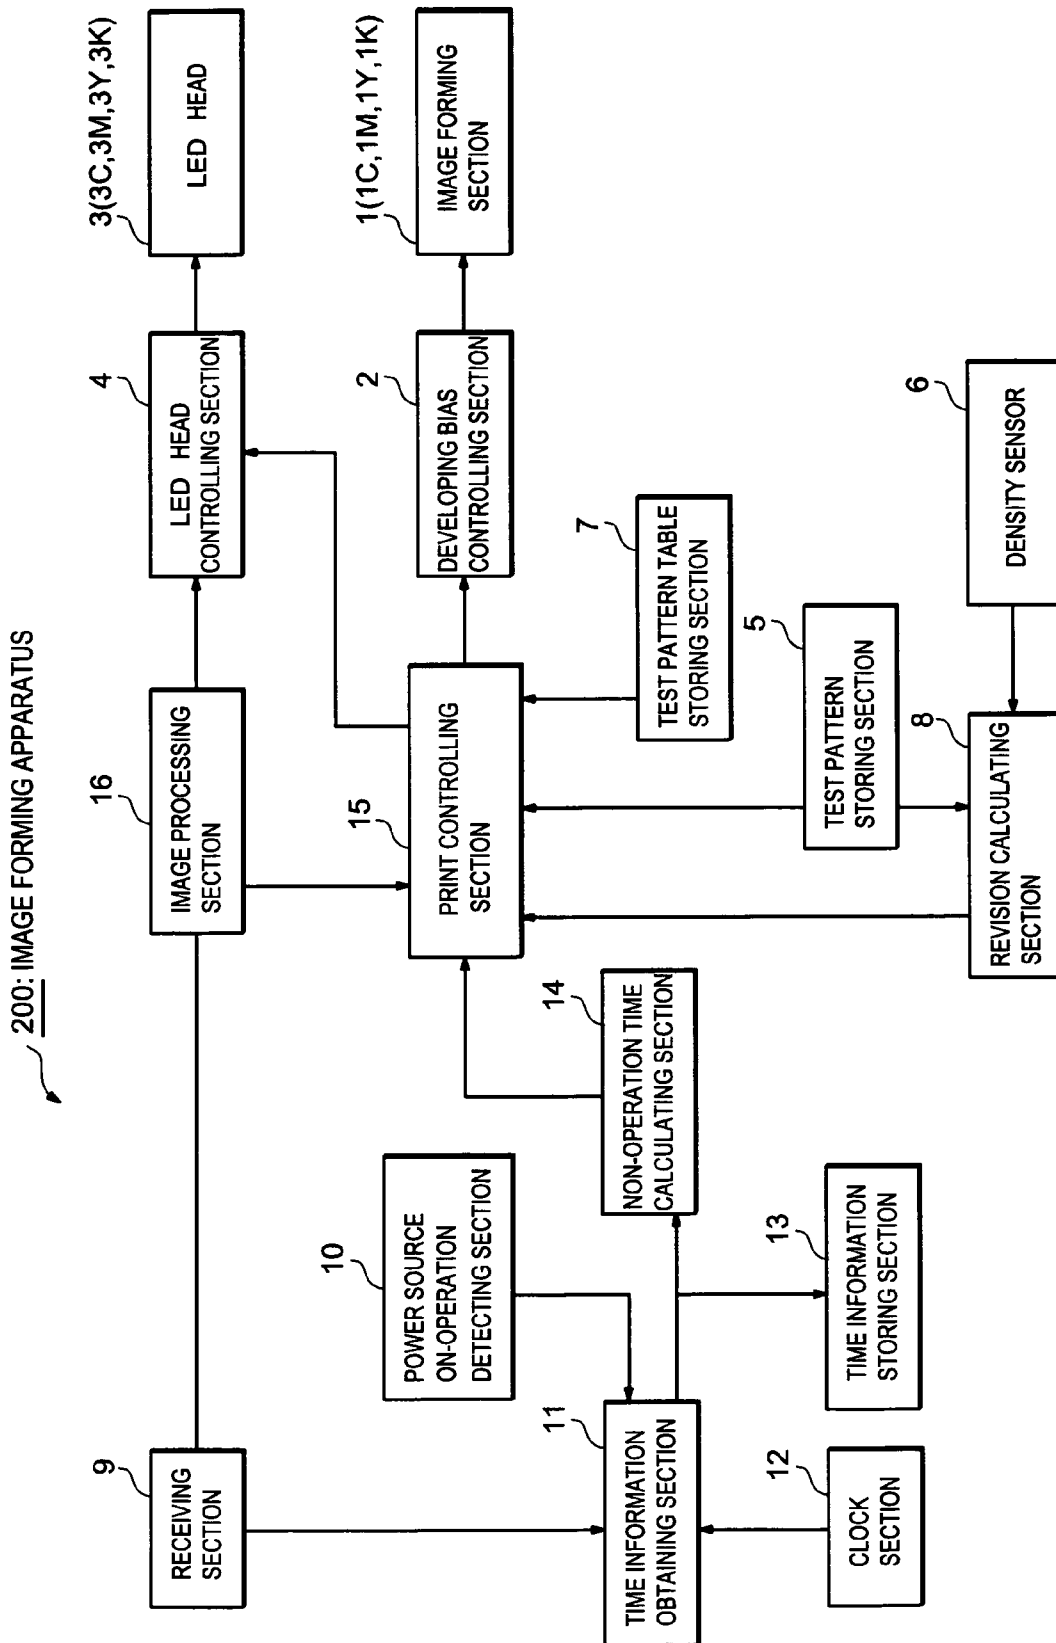 200: IMAGE FORMING APPARATUS
9
RECEIVING
SECTION
16
IMAGE PROCESSING
SECTION
4
LED HEAD
CONTROLLING SECTION
3(3C,3M,3Y,3K)
LED HEAD
10
POWER SOURCE
ON-OPERATION
DETECTING SECTION
15
PRINT CONTROLLING
SECTION
2
DEVELOPING BIAS
CONTROLLING SECTION
1(1C,1M,1Y,1K)
IMAGE FORMING
SECTION
11
TIME INFORMATION
OBTAINING SECTION
14
NON-OPERATION TIME
CALCULATING SECTION
7
TEST PATTERN TABLE
STORING SECTION
12
CLOCK
SECTION
13
TIME INFORMATION
STORING SECTION
5
TEST PATTERN
STORING SECTION
8
REVISION CALCULATING
SECTION
6
DENSITY SENSOR